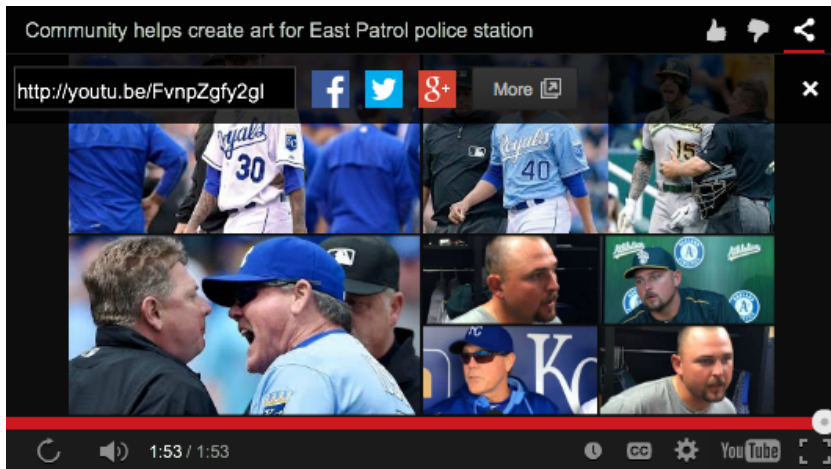 Community helps create art for East Patrol police station
http://youtu.be/FvnpZgfy2gI
More
Royals
30
Royals
40
15
Athletics
A's
KC
1:53 / 1:53
CC
YouTube